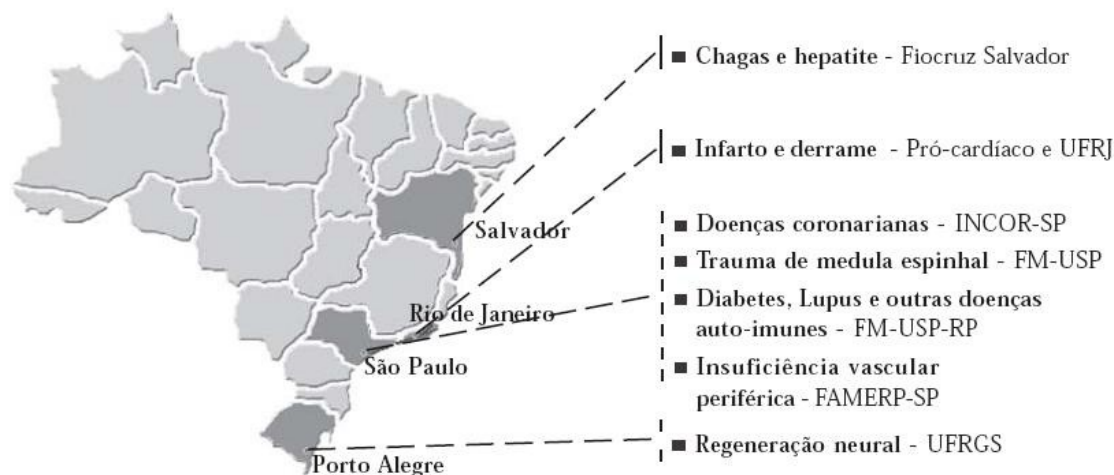 ■ Chagas e hepatite - Fiocruz Salvador
■ Infarto e derrame - Pró-cardíaco e UFRJ
■ Doenças coronarianas - INCOR-SP
■ Trauma de medula espinhal - FM-USP
■ Diabetes, Lupus e outras doenças
auto-imunes - FM-USP-RP
■ Insuficiência vascular
periférica - FAMERP-SP
■ Regeneração neural - UFRGS
Salvador
Rio de Janeiro
São Paulo
Porto Alegre